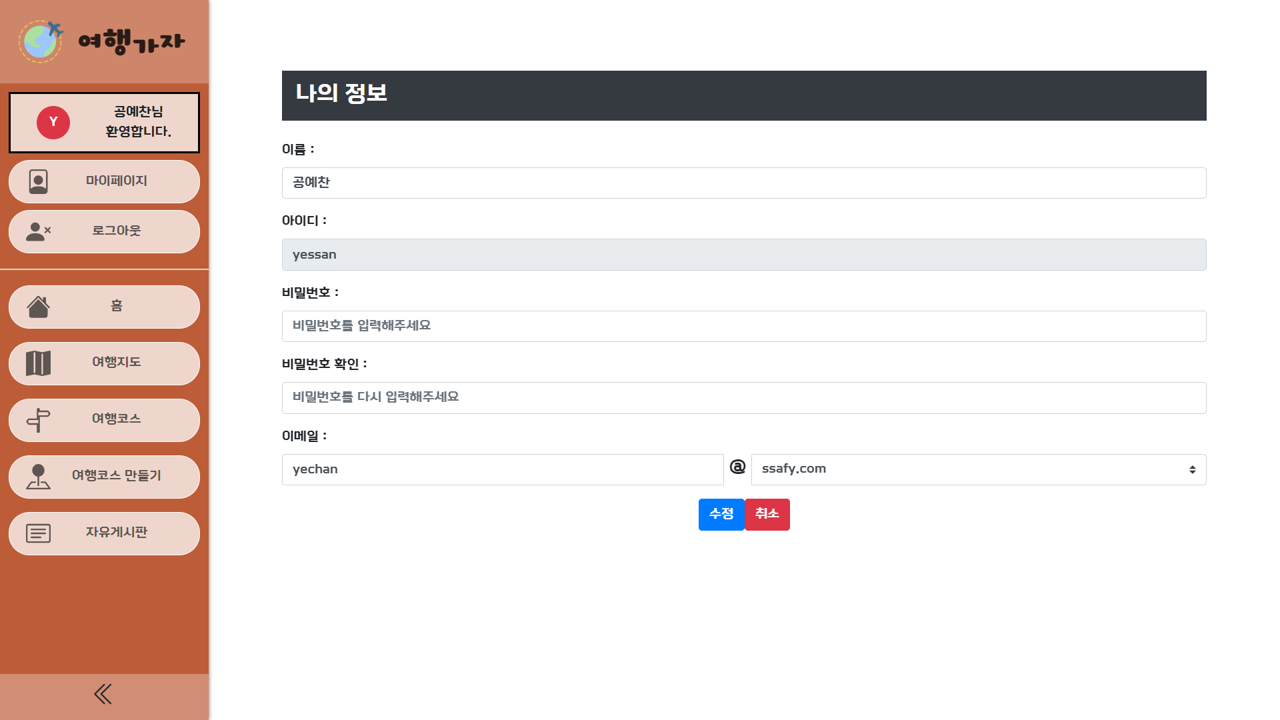 여행가자
Y
공예찬님
환영합니다.
마이페이지
로그아웃
홈
여행지도
여행코스
여행코스 만들기
자유게시판
나의 정보
이름 :
공예찬
아이디 :
yessan
비밀번호 :
비밀번호를 입력해주세요
비밀번호 확인 :
비밀번호를 다시 입력해주세요
이메일 :
yechan @ ssafy.com
수정 취소